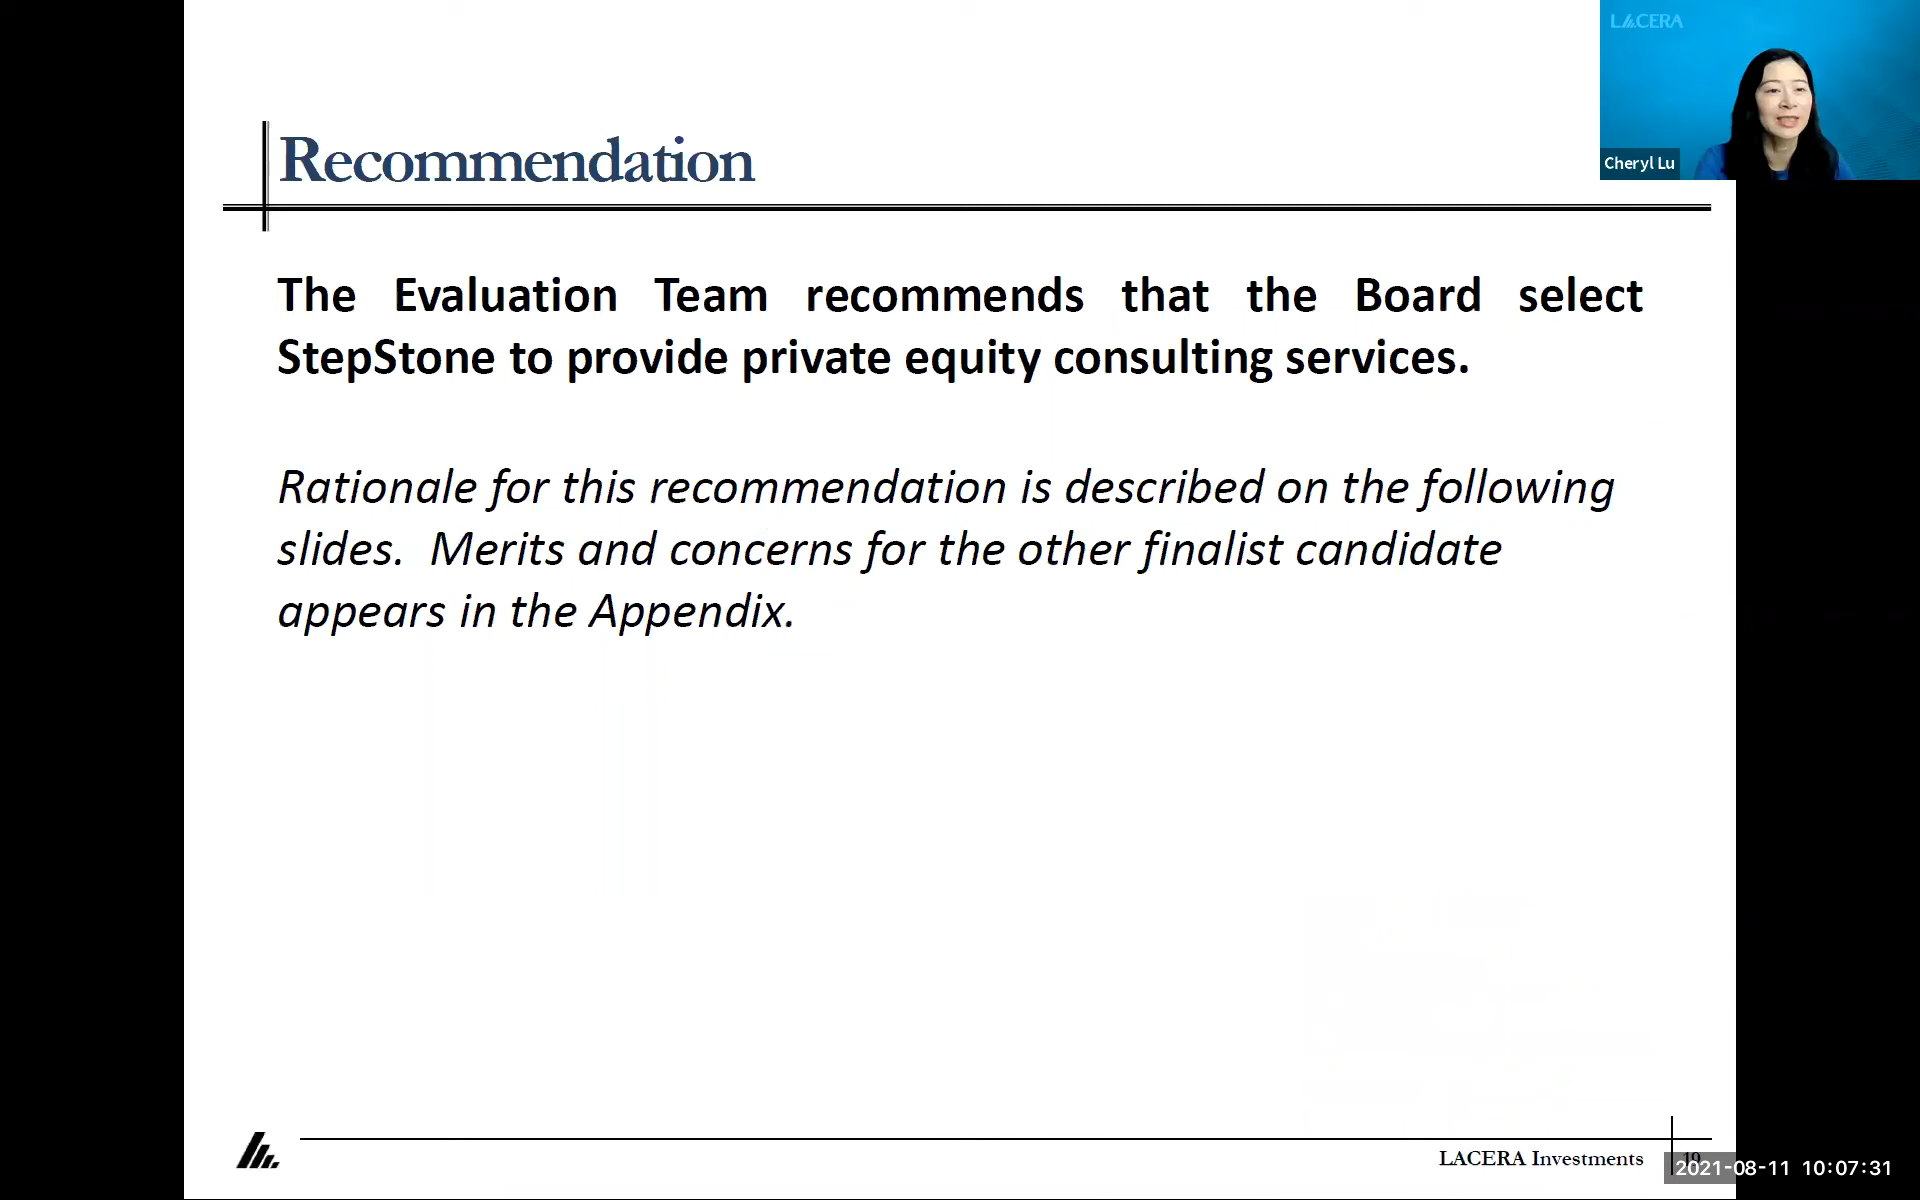 LACERA
Cheryl Lu
Recommendation
The Evaluation Team recommends that the Board select
StepStone to provide private equity consulting services.
Rationale for this recommendation is described on the following
slides. Merits and concerns for the other finalist candidate
appears in the Appendix.
LACERA Investments
2021-08-11 10:07:31